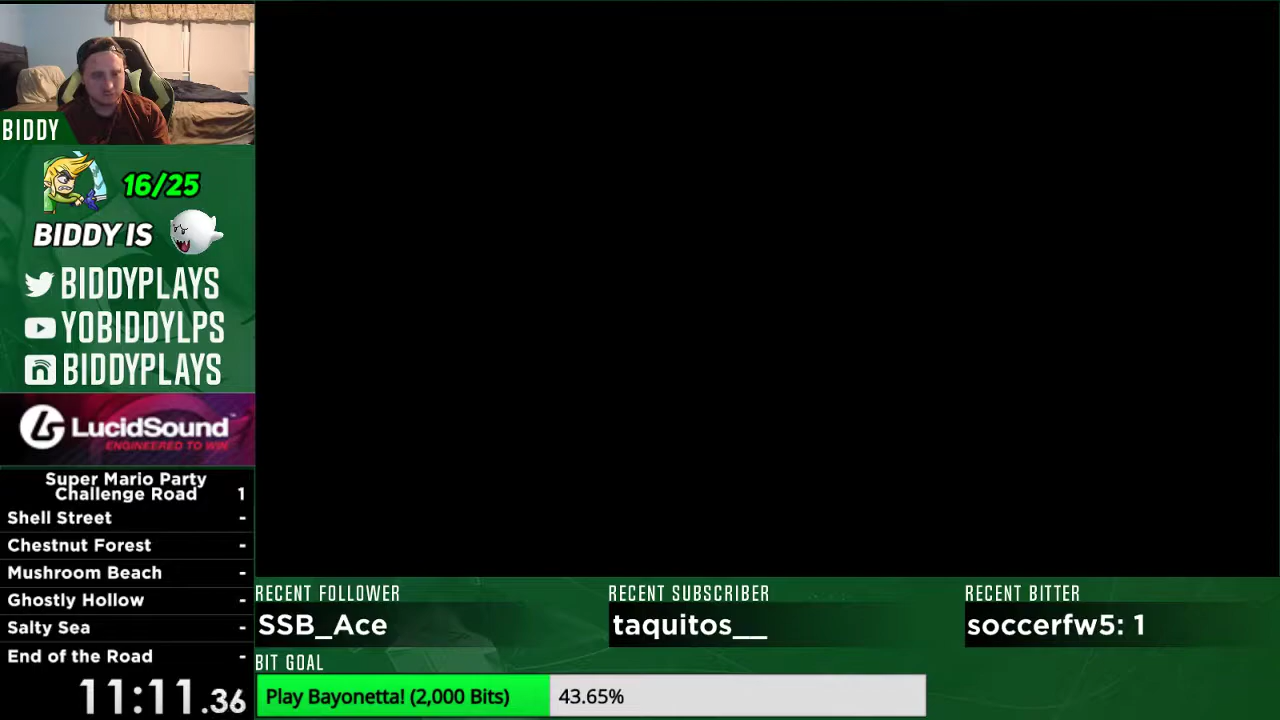 BIDDY
16/25
BIDDY IS
BIDDYPLAYS
YOBIDDYLPS
BIDDYPLAYS
LucidSound™
ENGINEERED TO WIN
Super Mario Party
Challenge Road 1
Shell Street -
Chestnut Forest -
Mushroom Beach -
Ghostly Hollow -
Salty Sea -
End of the Road -
11:11.36
RECENT FOLLOWER
SSB_Ace
RECENT SUBSCRIBER
taquitos__
RECENT BITTER
soccerfw5: 1
BIT GOAL
Play Bayonetta! (2,000 Bits) 43.65%